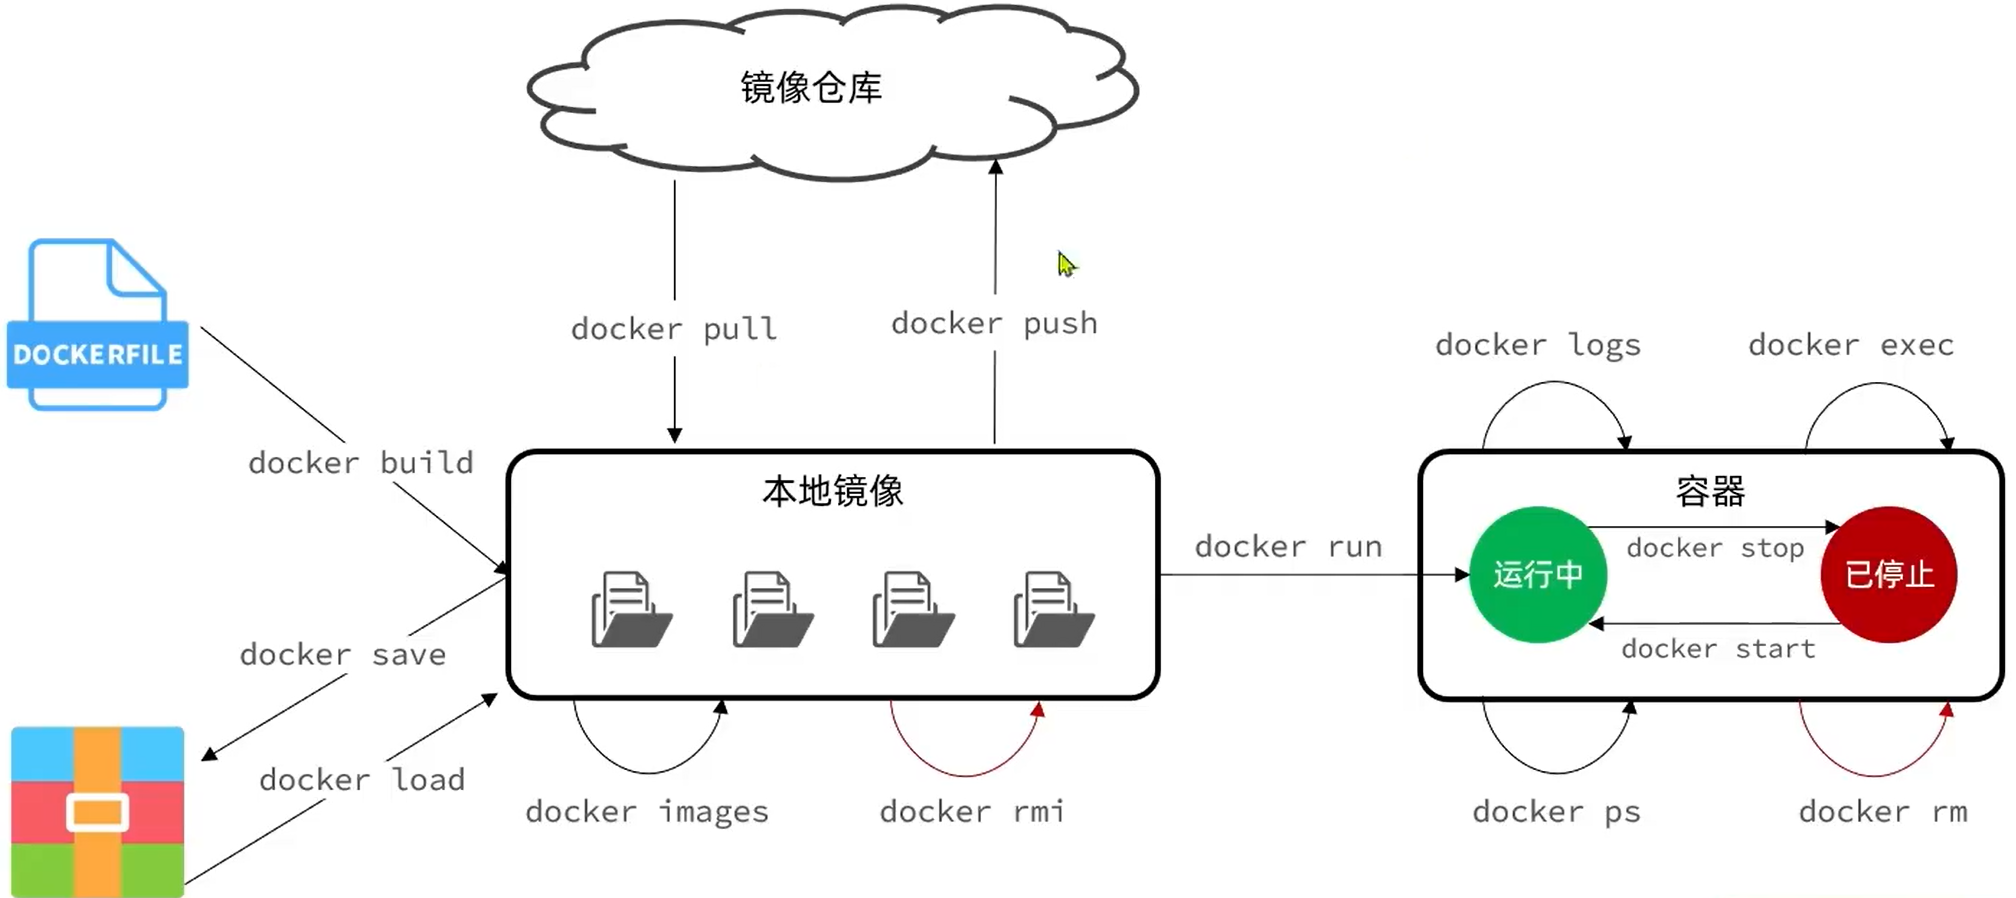 镜像仓库
docker pull
docker push
DOCKERFILE
docker build
docker logs
docker exec
本地镜像
容器
docker run
运行中
docker stop
已停止
docker start
docker save
docker load
docker images
docker rmi
docker ps
docker rm